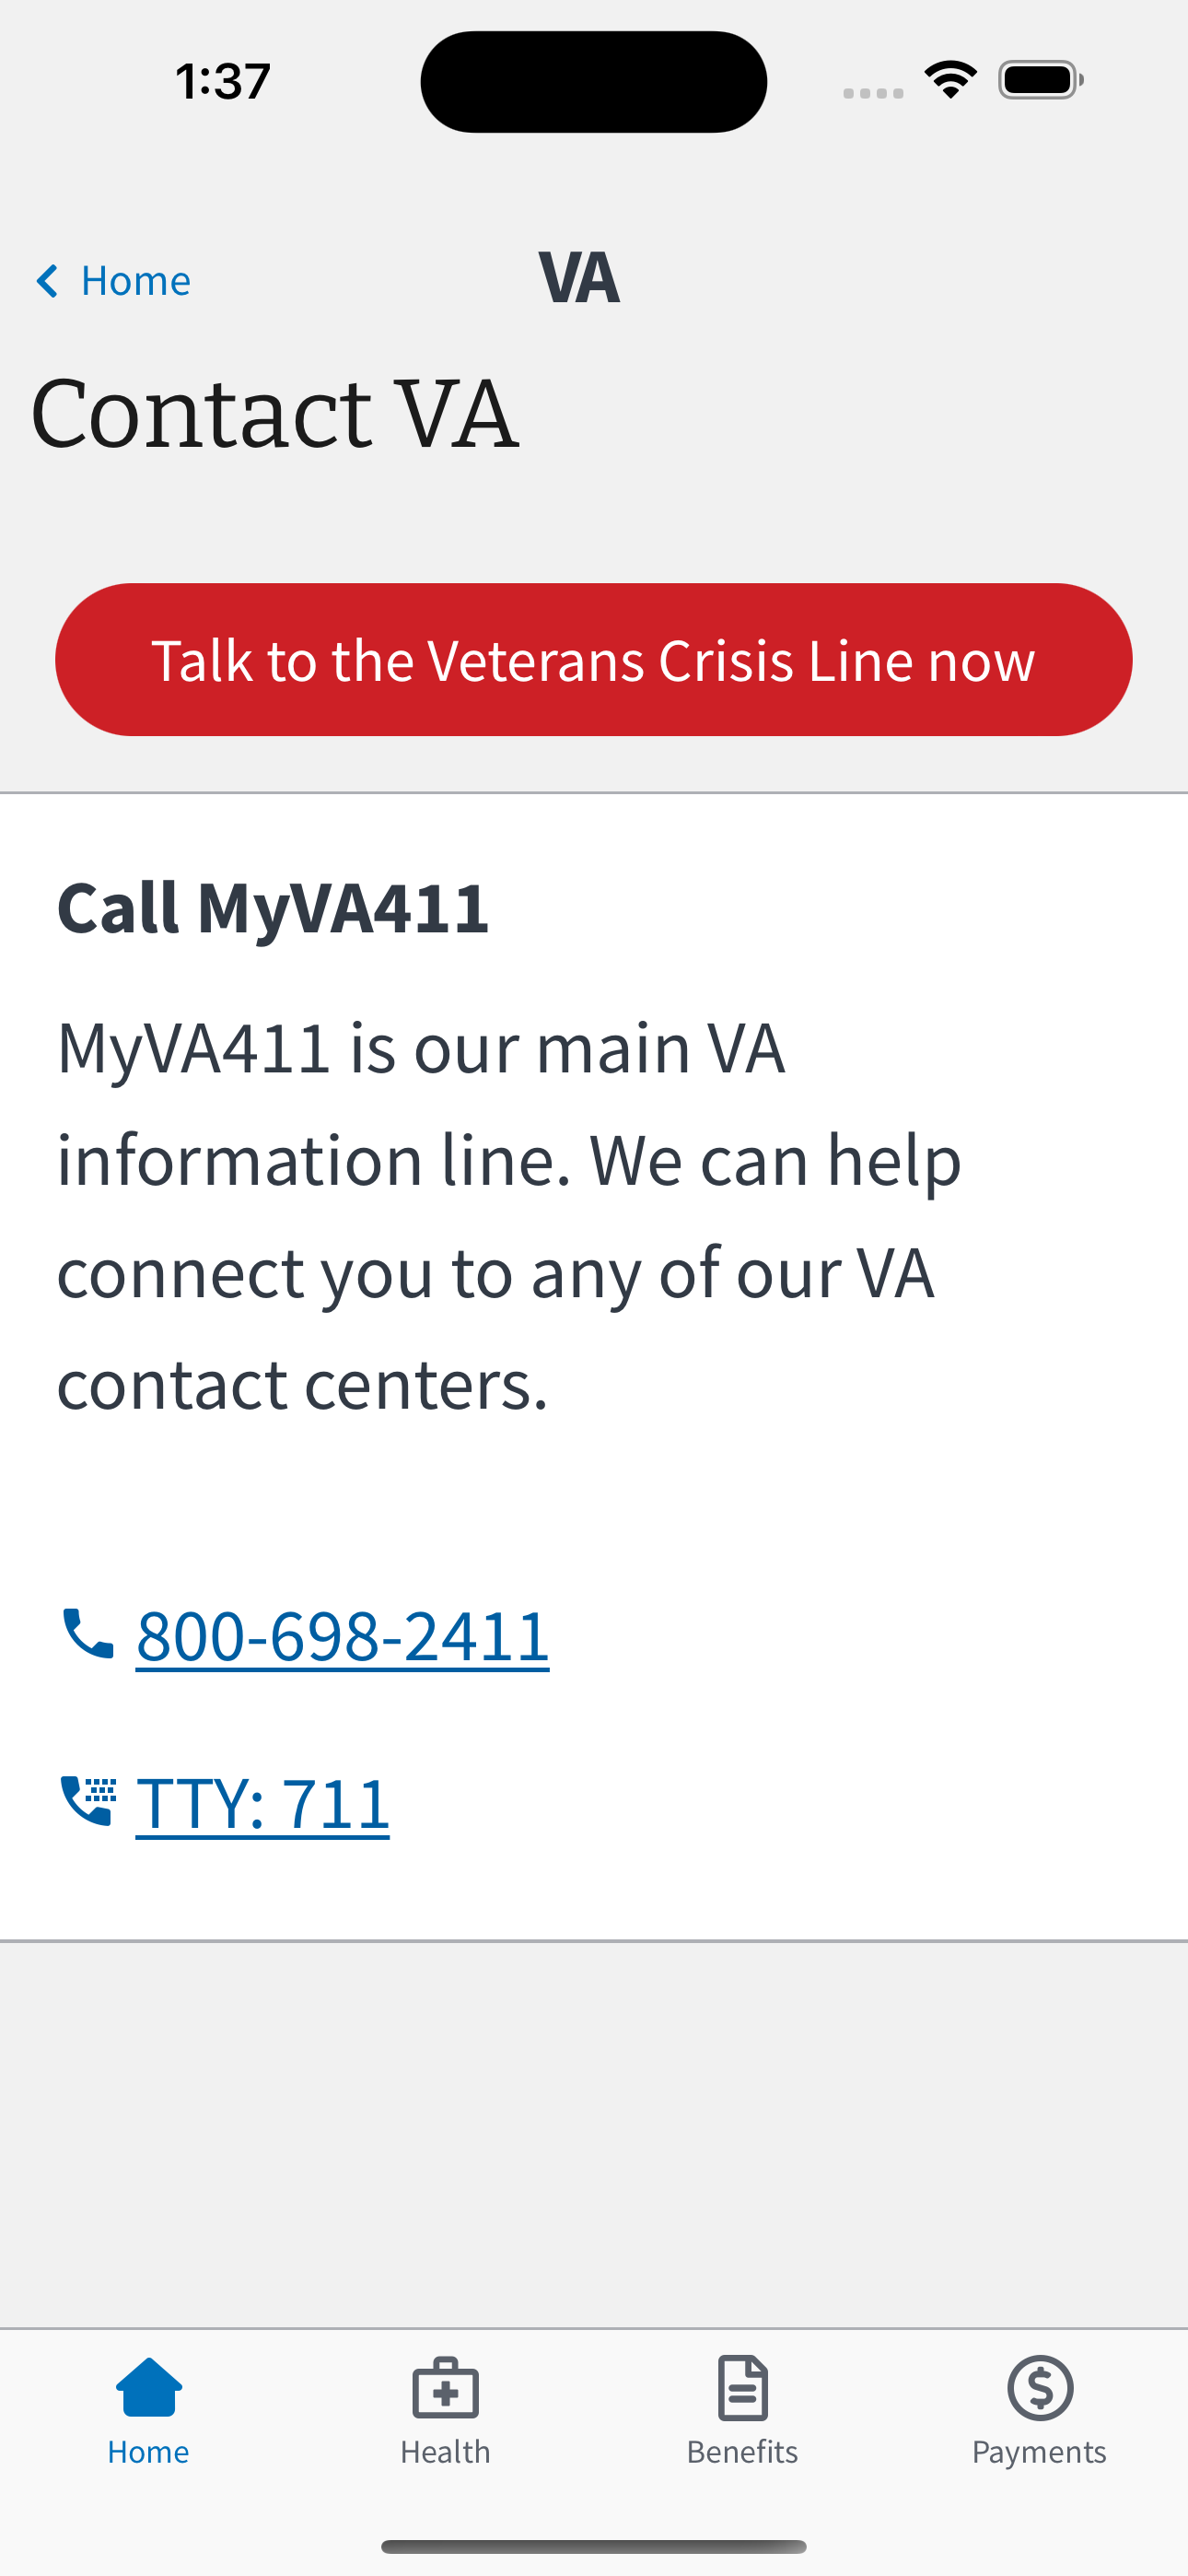 1:37
Home
VA
Contact VA
Talk to the Veterans Crisis Line now
Call MyVA411
MyVA411 is our main VA
information line. We can help
connect you to any of our VA
contact centers.
800-698-2411
TTY: 711
Home
Health
Benefits
Payments